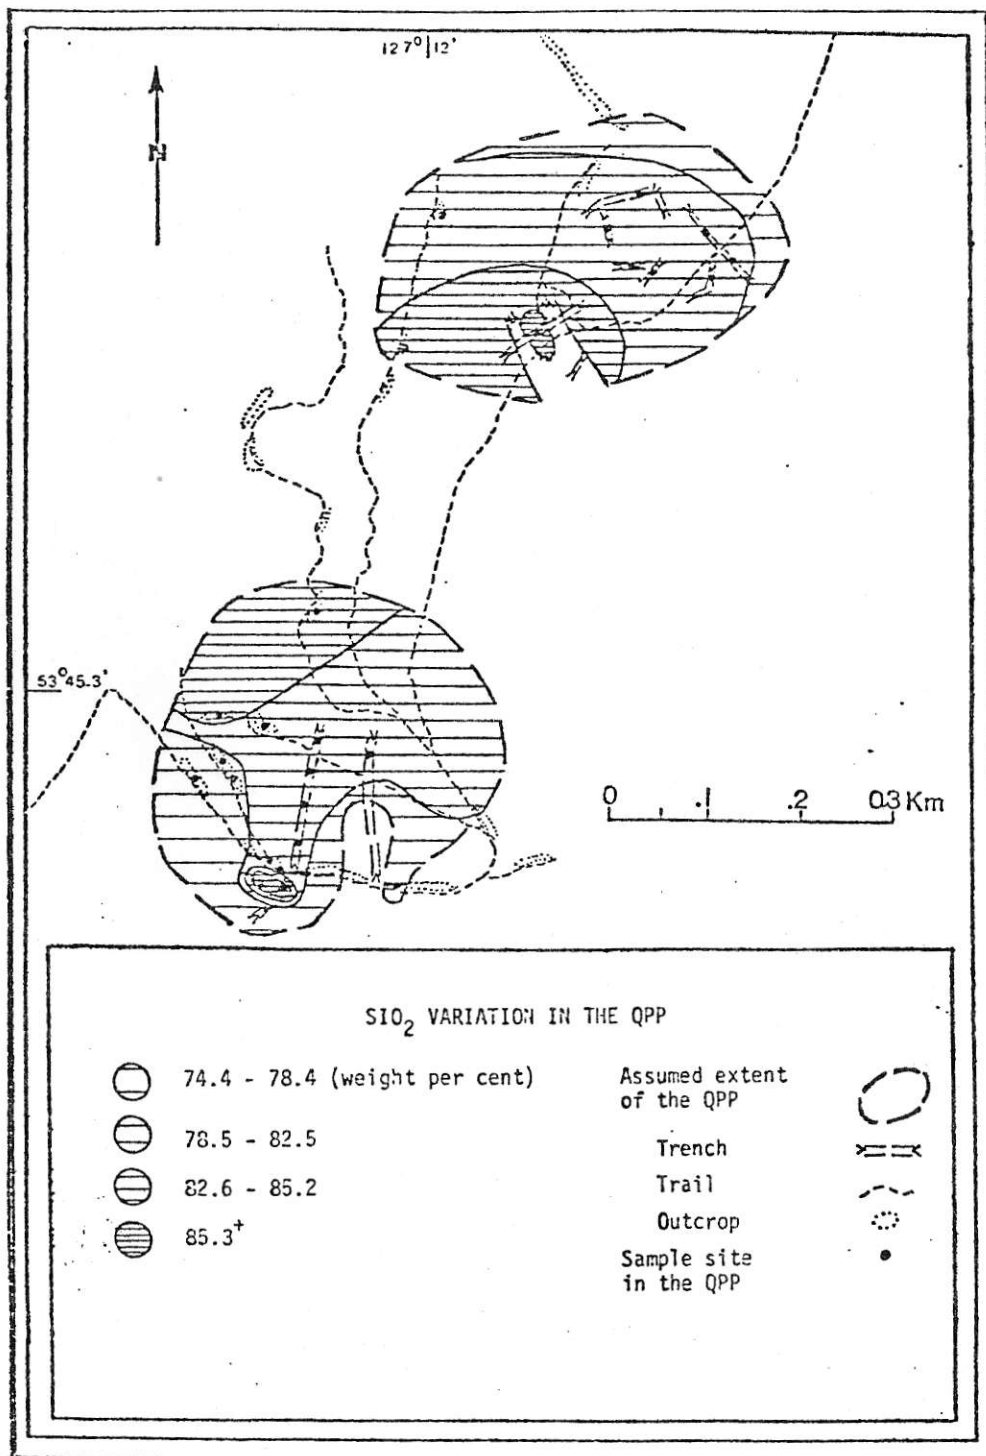 127°12'
N
53°45.3'
0 .1 .2 0.3 Km
SIO₂ VARIATION IN THE QPP
74.4 - 78.4 (weight per cent)
78.5 - 82.5
82.6 - 85.2
85.3⁺
Assumed extent
of the QPP
Trench
Trail
Outcrop
Sample site
in the QPP